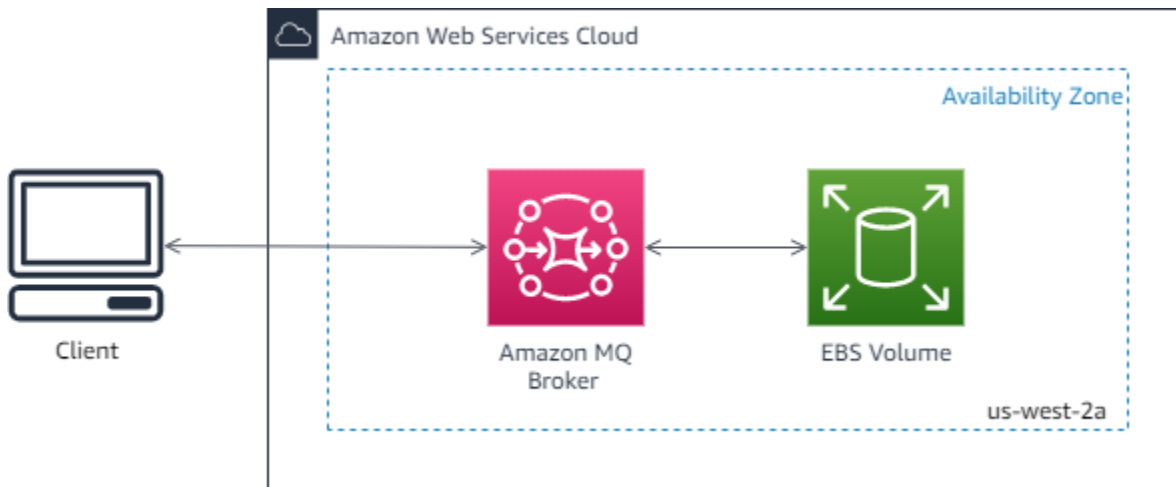 Amazon Web Services Cloud
Availability Zone
Client
Amazon MQ
Broker
EBS Volume
us-west-2a